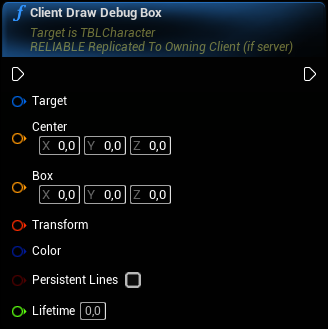 f Client Draw Debug Box
Target is TBLCharacter
RELIABLE Replicated To Owning Client (if server)
Target
Center
X 0,0 Y 0,0 Z 0,0
Box
X 0,0 Y 0,0 Z 0,0
Transform
Color
Persistent Lines
Lifetime 0,0